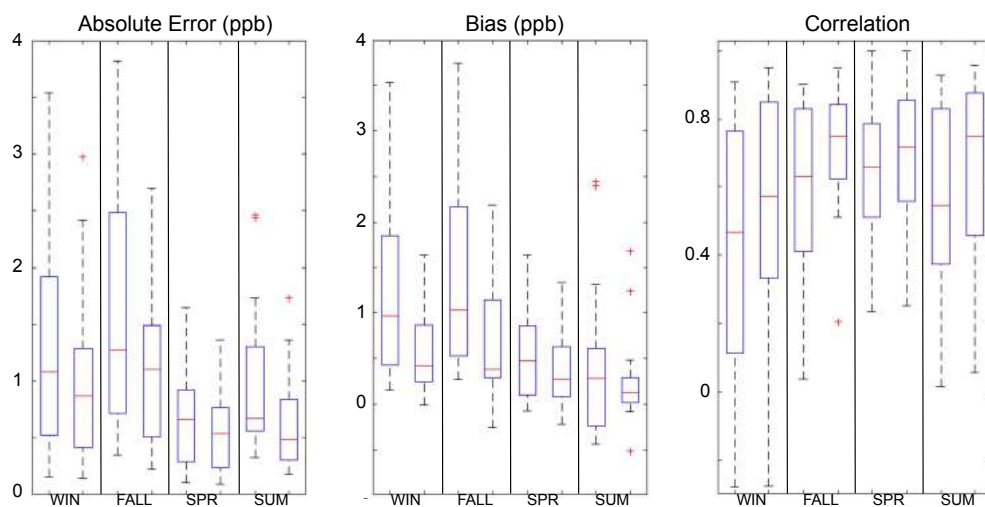 Absolute Error (ppb)
Bias (ppb)
Correlation
4
3
2
1
0
WIN FALL SPR SUM
4
3
2
1
0
WIN FALL SPR SUM
0.8
0.4
0
WIN FALL SPR SUM